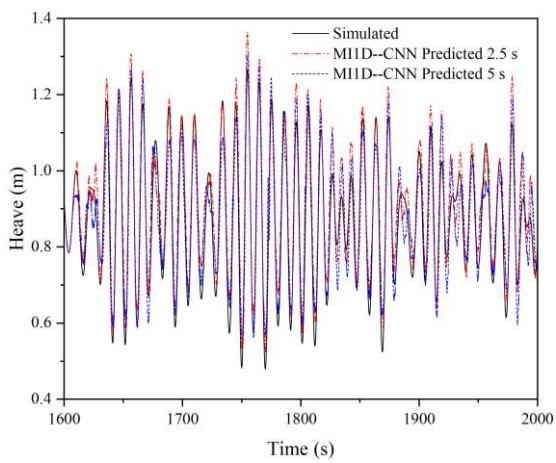 Simulated
MI1D--CNN Predicted 2.5 s
MI1D--CNN Predicted 5 s
1.4
1.2
1.0
0.8
0.6
0.4
Heave (m)
1600 1700 1800 1900 2000
Time (s)